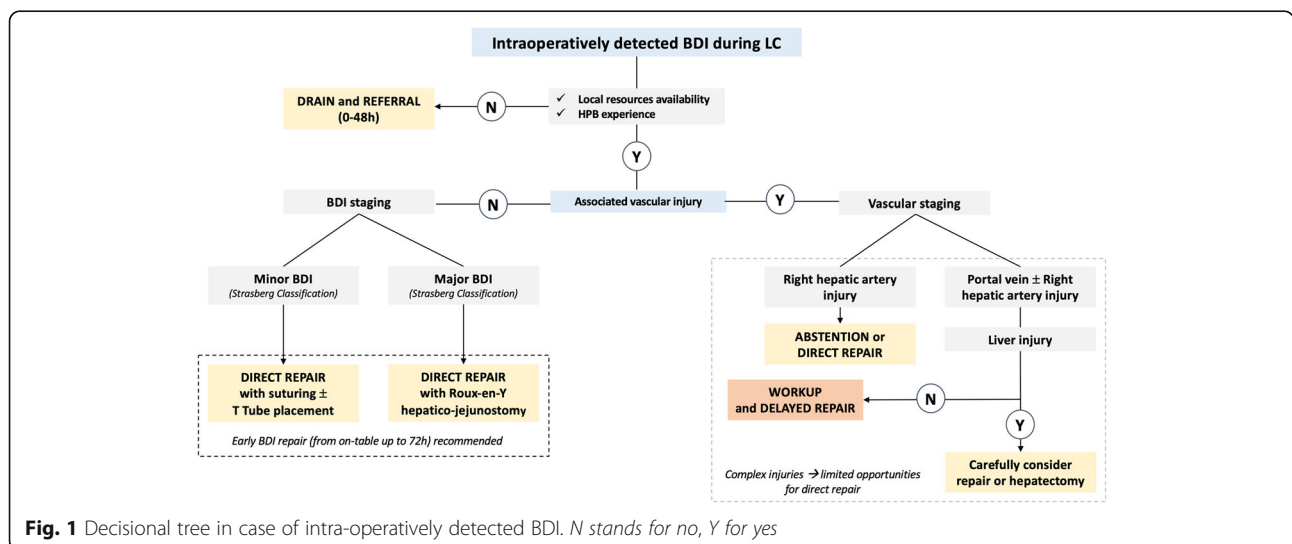 Intraoperatively detected BDI during LC
DRAIN and REFERRAL
(0-48h)
N
✓ Local resources availability
✓ HPB experience
Y
BDI staging
N
Associated vascular injury
Y
Vascular staging
Minor BDI
(Strasberg Classification)
Major BDI
(Strasberg Classification)
Right hepatic artery
injury
Portal vein ± Right
hepatic artery injury
ABSTENTION or
DIRECT REPAIR
Liver injury
DIRECT REPAIR
with suturing ±
T Tube placement
DIRECT REPAIR
with Roux-en-Y
hepatico-jejunostomy
WORKUP
and DELAYED REPAIR
N
Y
Early BDI repair (from on-table up to 72h) recommended
Complex injuries → limited opportunities
for direct repair
Carefully consider
repair or hepatectomy
Fig. 1 Decisional tree in case of intra-operatively detected BDI. N stands for no, Y for yes